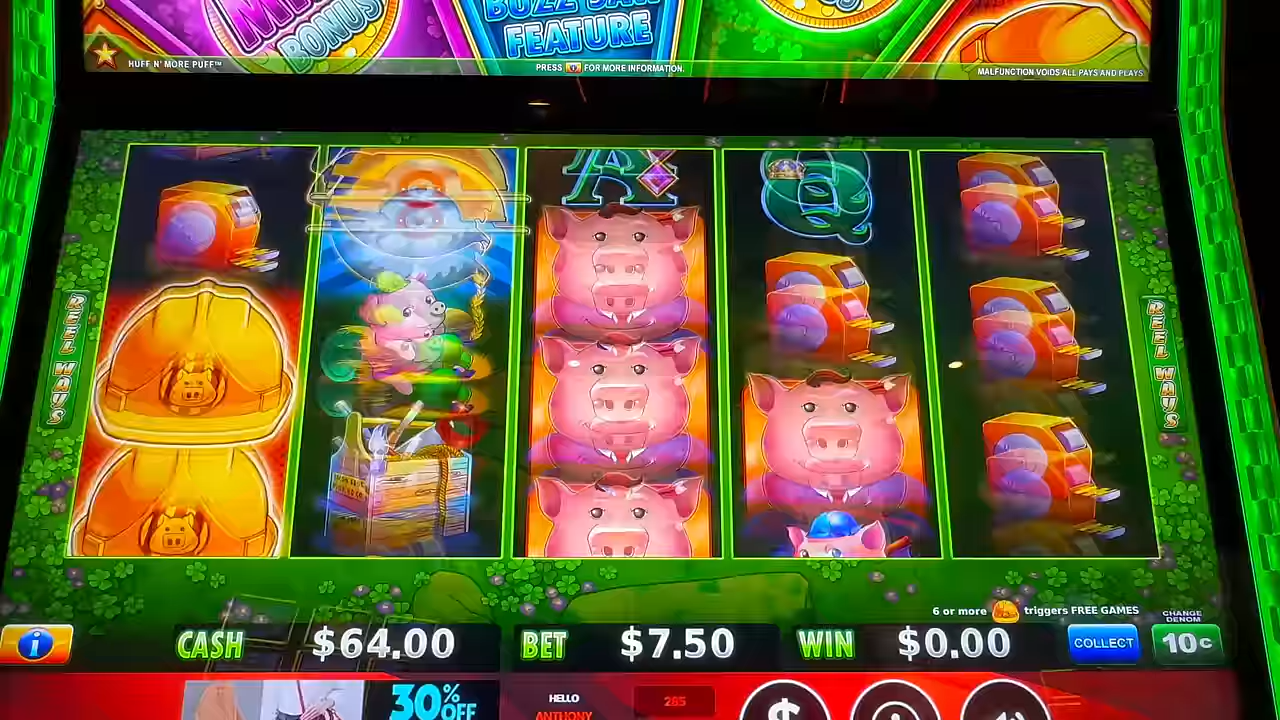 BONUS
BUZZ SAW
FEATURE
HUFF N' MORE PUFF™
PRESS FOR MORE INFORMATION.
MALFUNCTION VOIDS ALL PAYS AND PLAYS
A
Q
REEL WAYS
REEL WAYS
6 or more triggers FREE GAMES
CASH $64.00
BET $7.50
WIN $0.00
COLLECT
CHANGE
DENOM
10¢
30% OFF
HELLO
ANTHONY
285
$